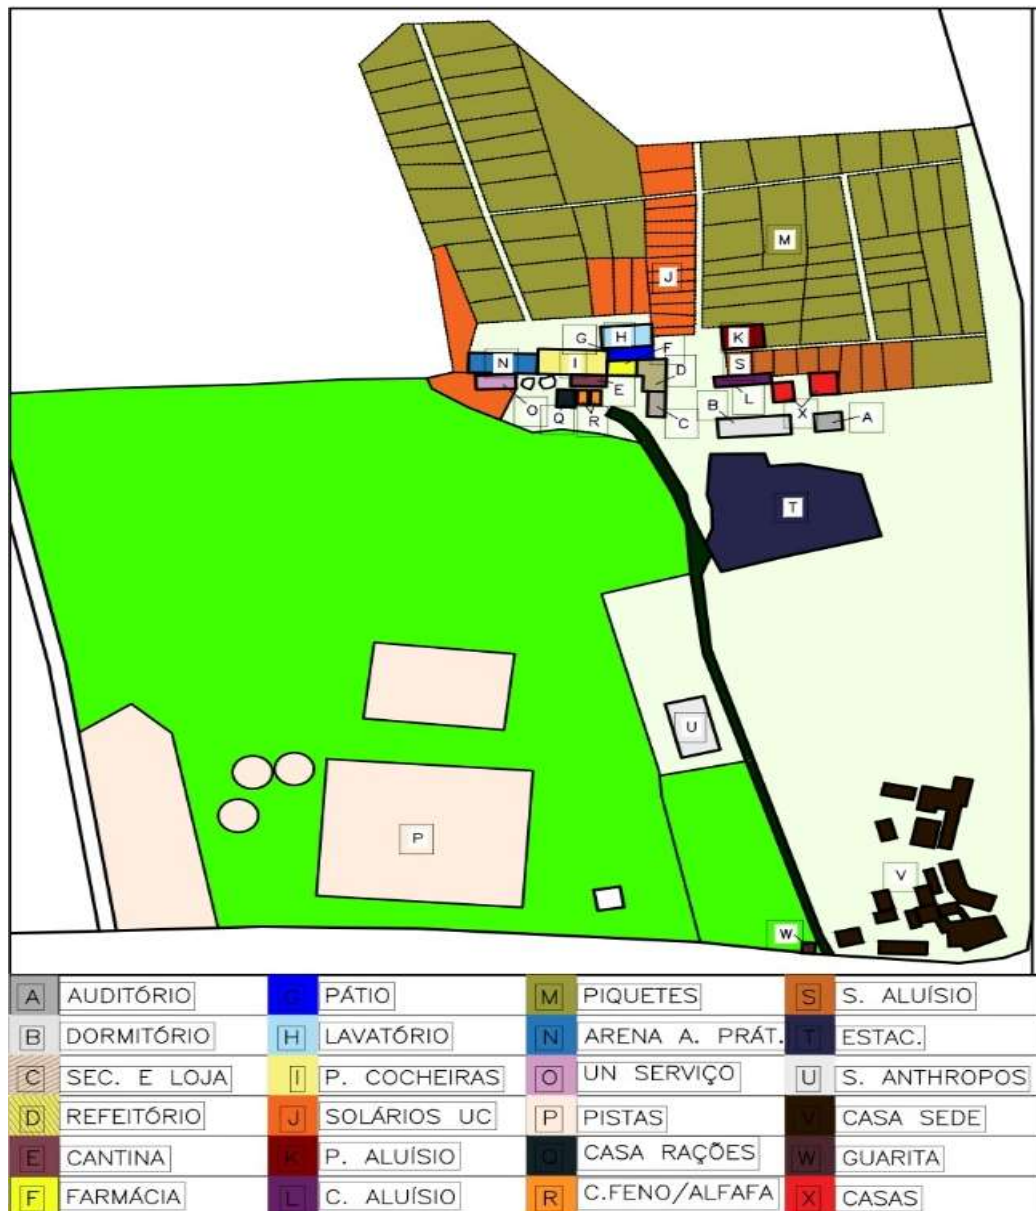 M
J
G H F K
N I D S
O E L
Q R C B X A
T
U
P
V
W
A AUDITÓRIO G PÁTIO M PIQUETES S S. ALUÍSIO
B DORMITÓRIO H LAVATÓRIO N ARENA A. PRÁT. T ESTAC.
C SEC. E LOJA I P. COCHEIRAS O UN SERVIÇO U S. ANTHROPOS
D REFEITÓRIO J SOLÁRIOS UC P PISTAS V CASA SEDE
E CANTINA K P. ALUÍSIO Q CASA RAÇÕES W GUARITA
F FARMÁCIA L C. ALUÍSIO R C.FENO/ALFAFA X CASAS